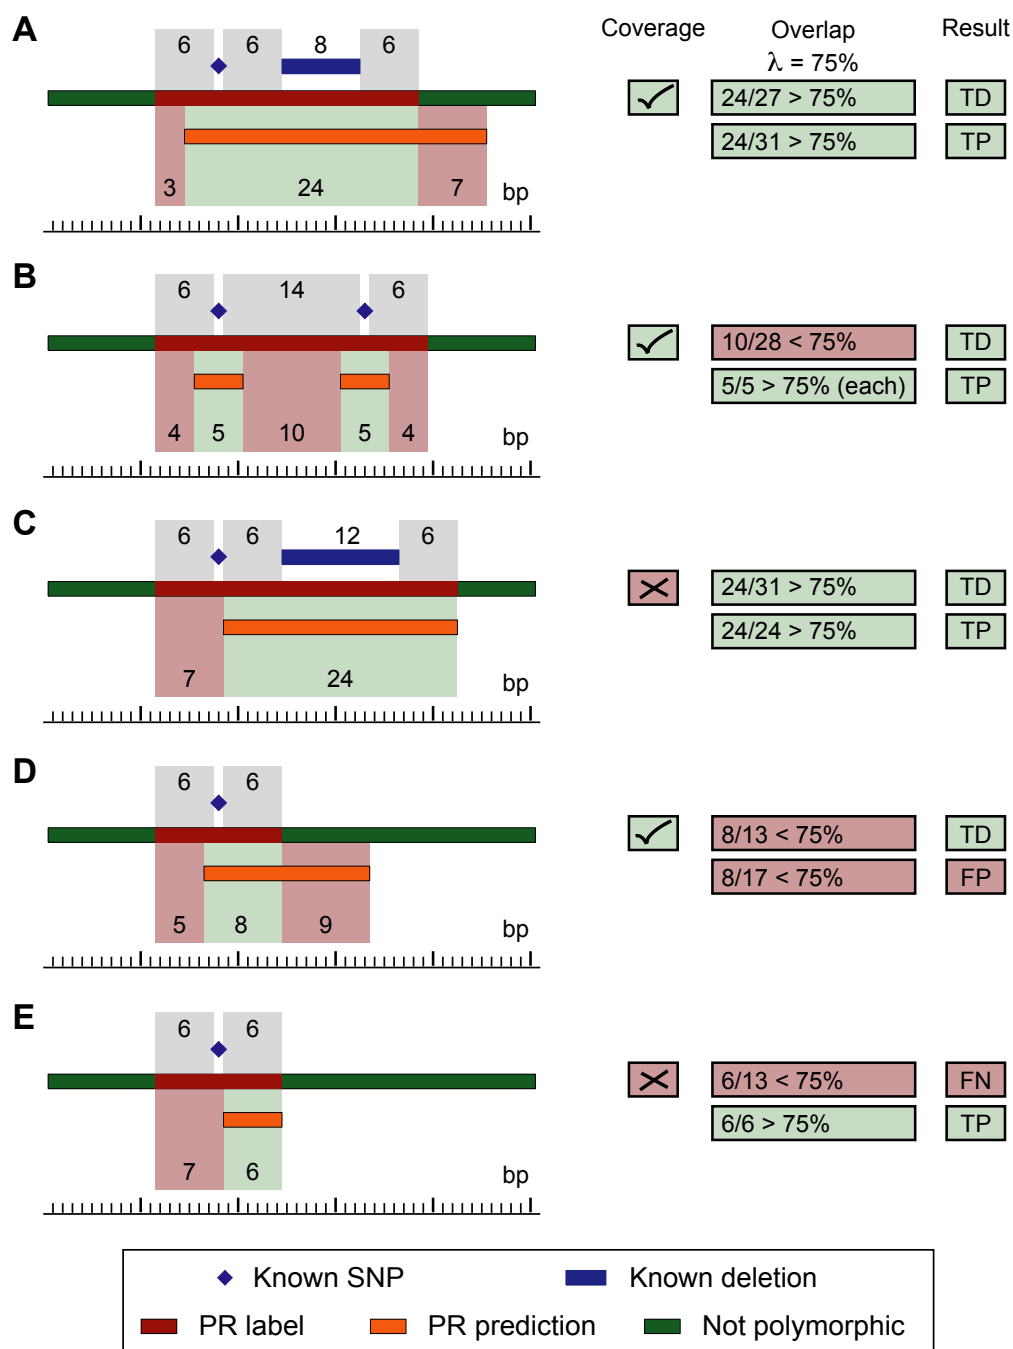 A
6 6 8 6
Coverage Overlap Result
λ = 75%
24/27 > 75% TD
24/31 > 75% TP
3 24 7 bp
B
6 14 6
10/28 < 75% TD
5/5 > 75% (each) TP
4 5 10 5 4 bp
C
6 6 12 6
24/31 > 75% TD
24/24 > 75% TP
7 24 bp
D
6 6
8/13 < 75% TD
8/17 < 75% FP
5 8 9 bp
E
6 6
6/13 < 75% FN
6/6 > 75% TP
7 6 bp
Known SNP Known deletion
PR label PR prediction Not polymorphic